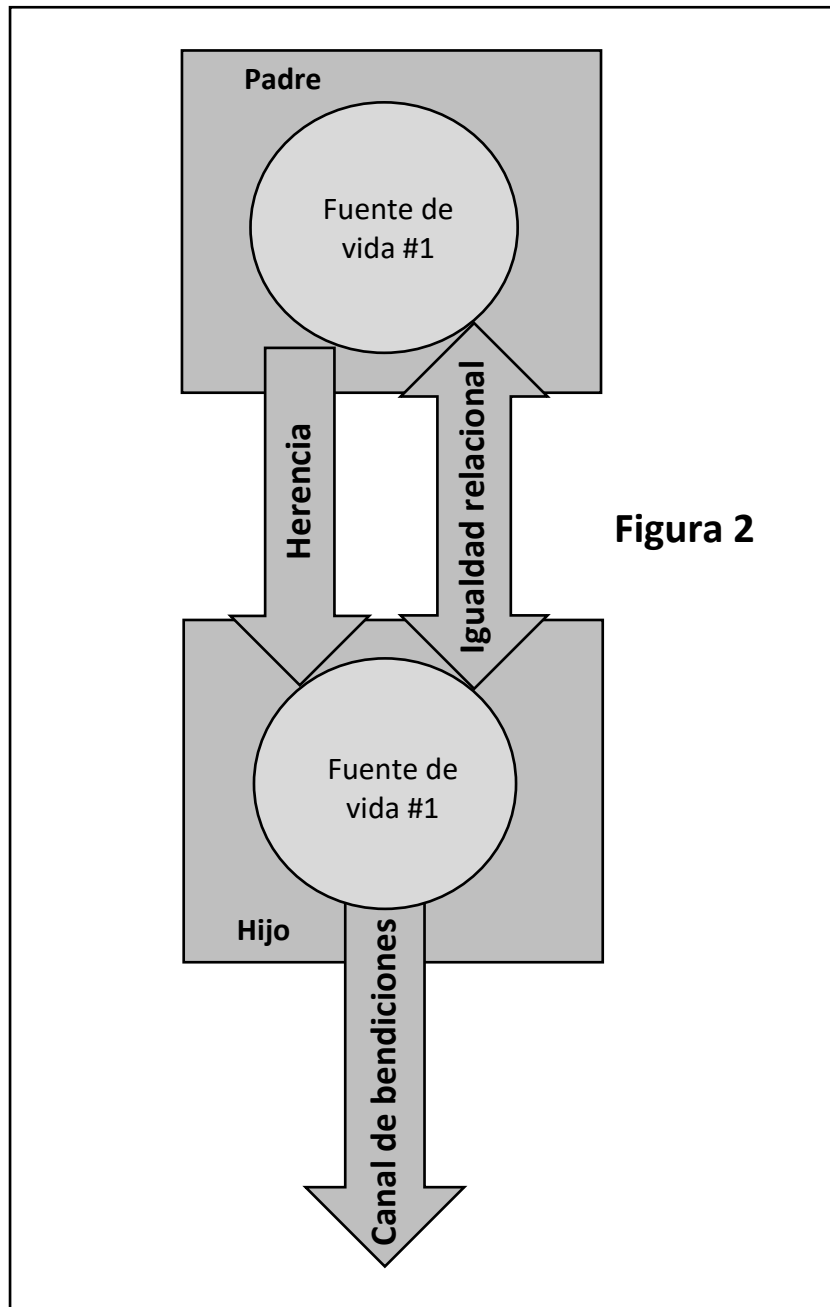 Padre
Fuente de
vida #1
Herencia
Igualdad relacional
Figura 2
Fuente de
vida #1
Hijo
Canal de bendiciones